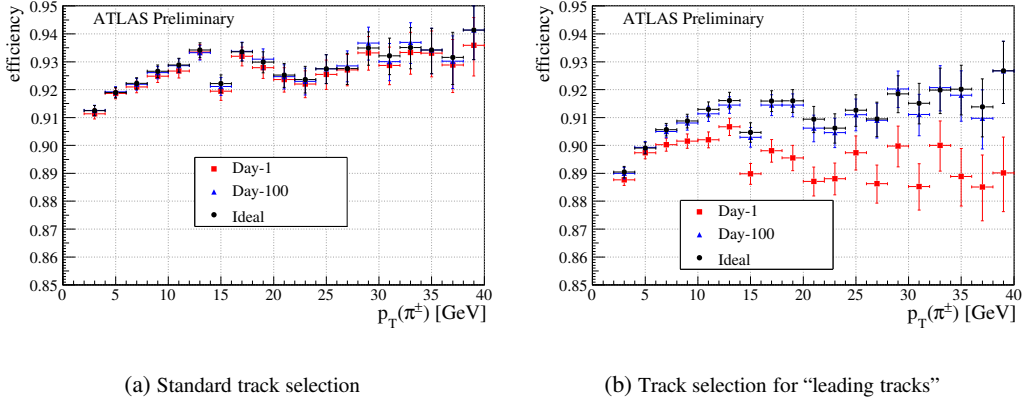 ATLAS Preliminary
efficiency
0.95
0.94
0.93
0.92
0.91
0.90
0.89
0.88
0.87
0.86
0.85
Day-1
Day-100
Ideal
0 5 10 15 20 25 30 35 40
p_T(π±) [GeV]
(a) Standard track selection
ATLAS Preliminary
efficiency
0.95
0.94
0.93
0.92
0.91
0.90
0.89
0.88
0.87
0.86
0.85
Day-1
Day-100
Ideal
0 5 10 15 20 25 30 35 40
p_T(π±) [GeV]
(b) Track selection for “leading tracks”